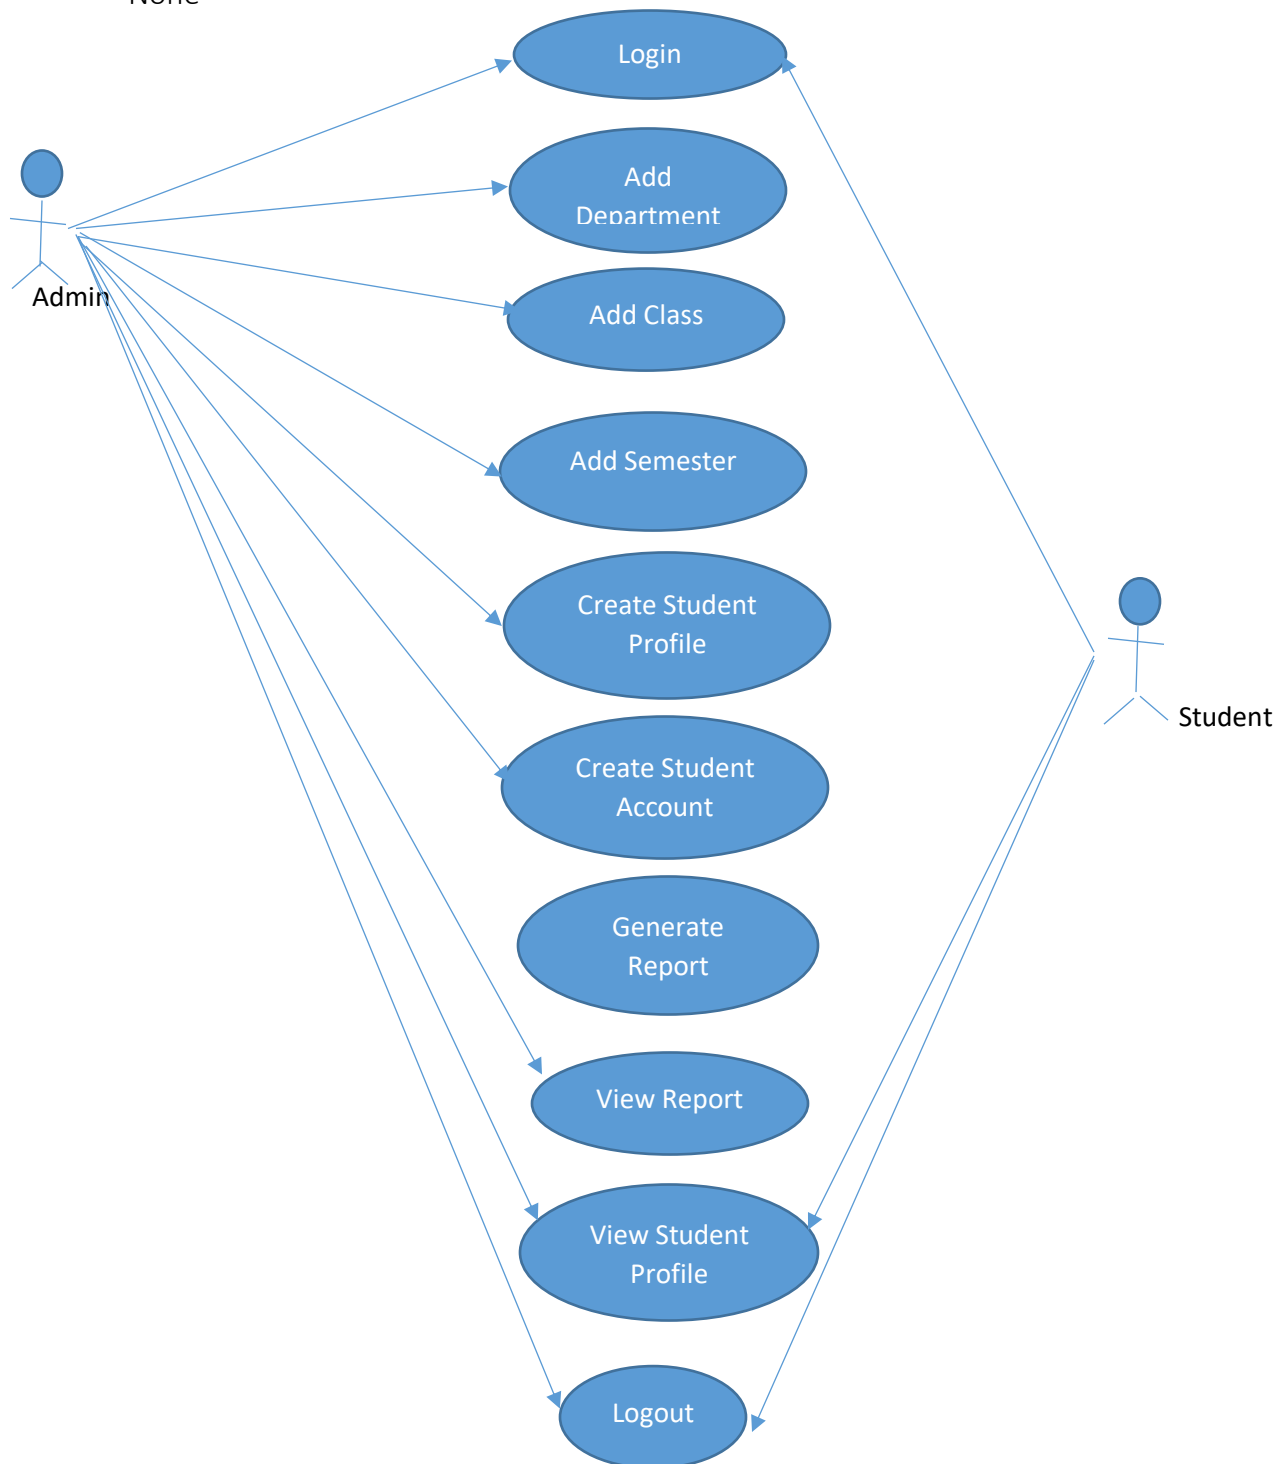 None
Login
Add
Department
Admin
Add Class
Add Semester
Create Student
Profile
Student
Create Student
Account
Generate
Report
View Report
View Student
Profile
Logout